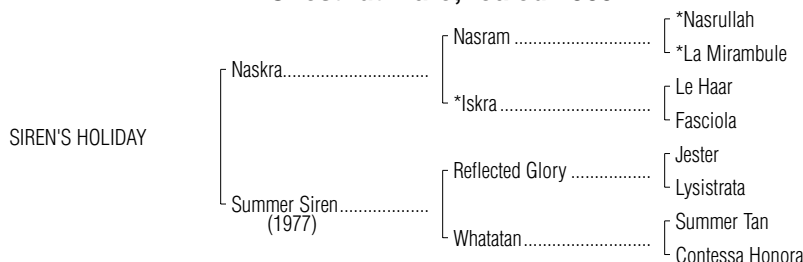 *Nasrullah
Nasram ....................
*La Mirambule
Naskra..............................
Le Haar
*Iskra ..............................
Fasciola
SIREN'S HOLIDAY
Jester
Reflected Glory ................
Lysistrata
Summer Siren..................
(1977)
Summer Tan
Whatatan.........................
Contessa Honora